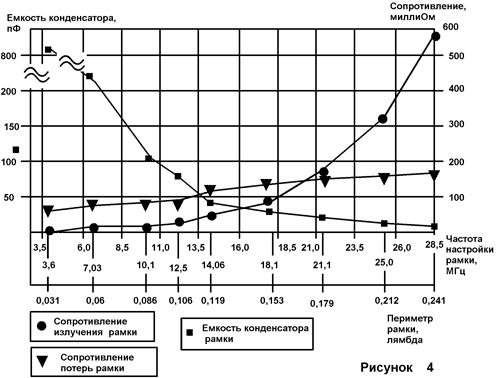 Емкость конденсатора,
пФ
Сопротивление,
миллиОм
800
200
150
100
50
600
500
400
300
200
100
3,5 6,0 8,5 11,0 13,5 16,0 18,5 21,0 23,5 26,0 28,5
3,6 7,03 10,1 12,5 14,06 18,1 21,1 25,0
Частота
настройки
рамки,
МГц
0,031 0,06 0,086 0,106 0,119 0,153 0,179 0,212 0,241
Периметр
рамки,
лямбда
Сопротивление
излучения рамки
Емкость конденсатора
рамки
Сопротивление
потерь рамки
Рисунок 4